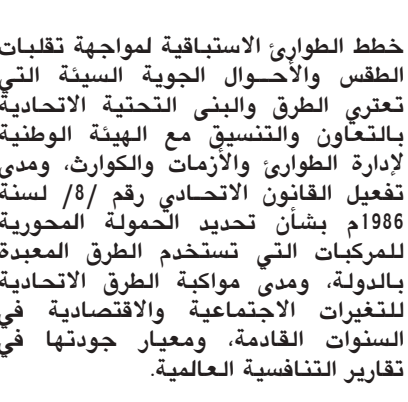 خطط الطوارئ الاستباقية لمواجهة تقلبات
الطقس والأحــوال الجوية السيئة التي
تعتري الطرق والبنى التحتية الاتحادية
بالتعاون والتنسيق مع الهيئة الوطنية
لإدارة الطوارئ والأزمات والكوارث، ومدى
تفعيل القانون الاتحــادي رقم /8/ لسنة
1986م بشأن تحديد الحمولة المحورية
للمركبات التي تستخدم الطرق المعبدة
بالدولة، ومدى مواكبة الطرق الاتحادية
للتغيرات الاجتماعية والاقتصادية في
السنوات القادمة، ومعيار جودتها في
تقارير التنافسية العالمية.